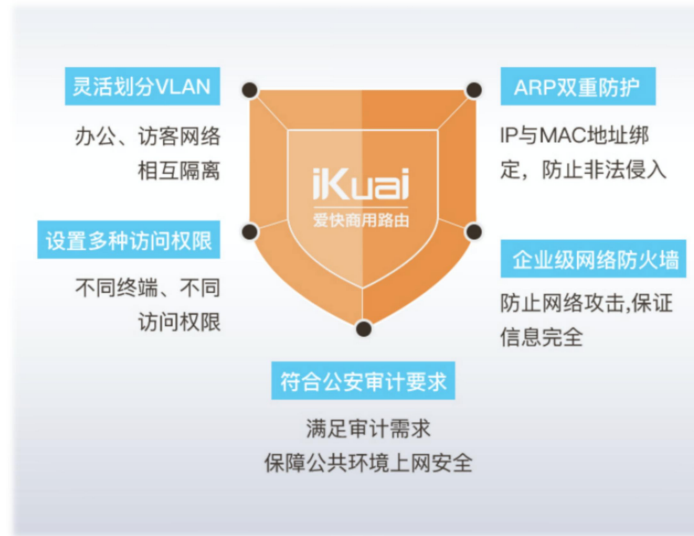 灵活划分VLAN
办公、访客网络
相互隔离
ARP双重防护
IP与MAC地址绑
定，防止非法侵入
iKuai
爱快商用路由
设置多种访问权限
不同终端、不同
访问权限
企业级网络防火墙
防止网络攻击,保证
信息完全
符合公安审计要求
满足审计需求
保障公共环境上网安全